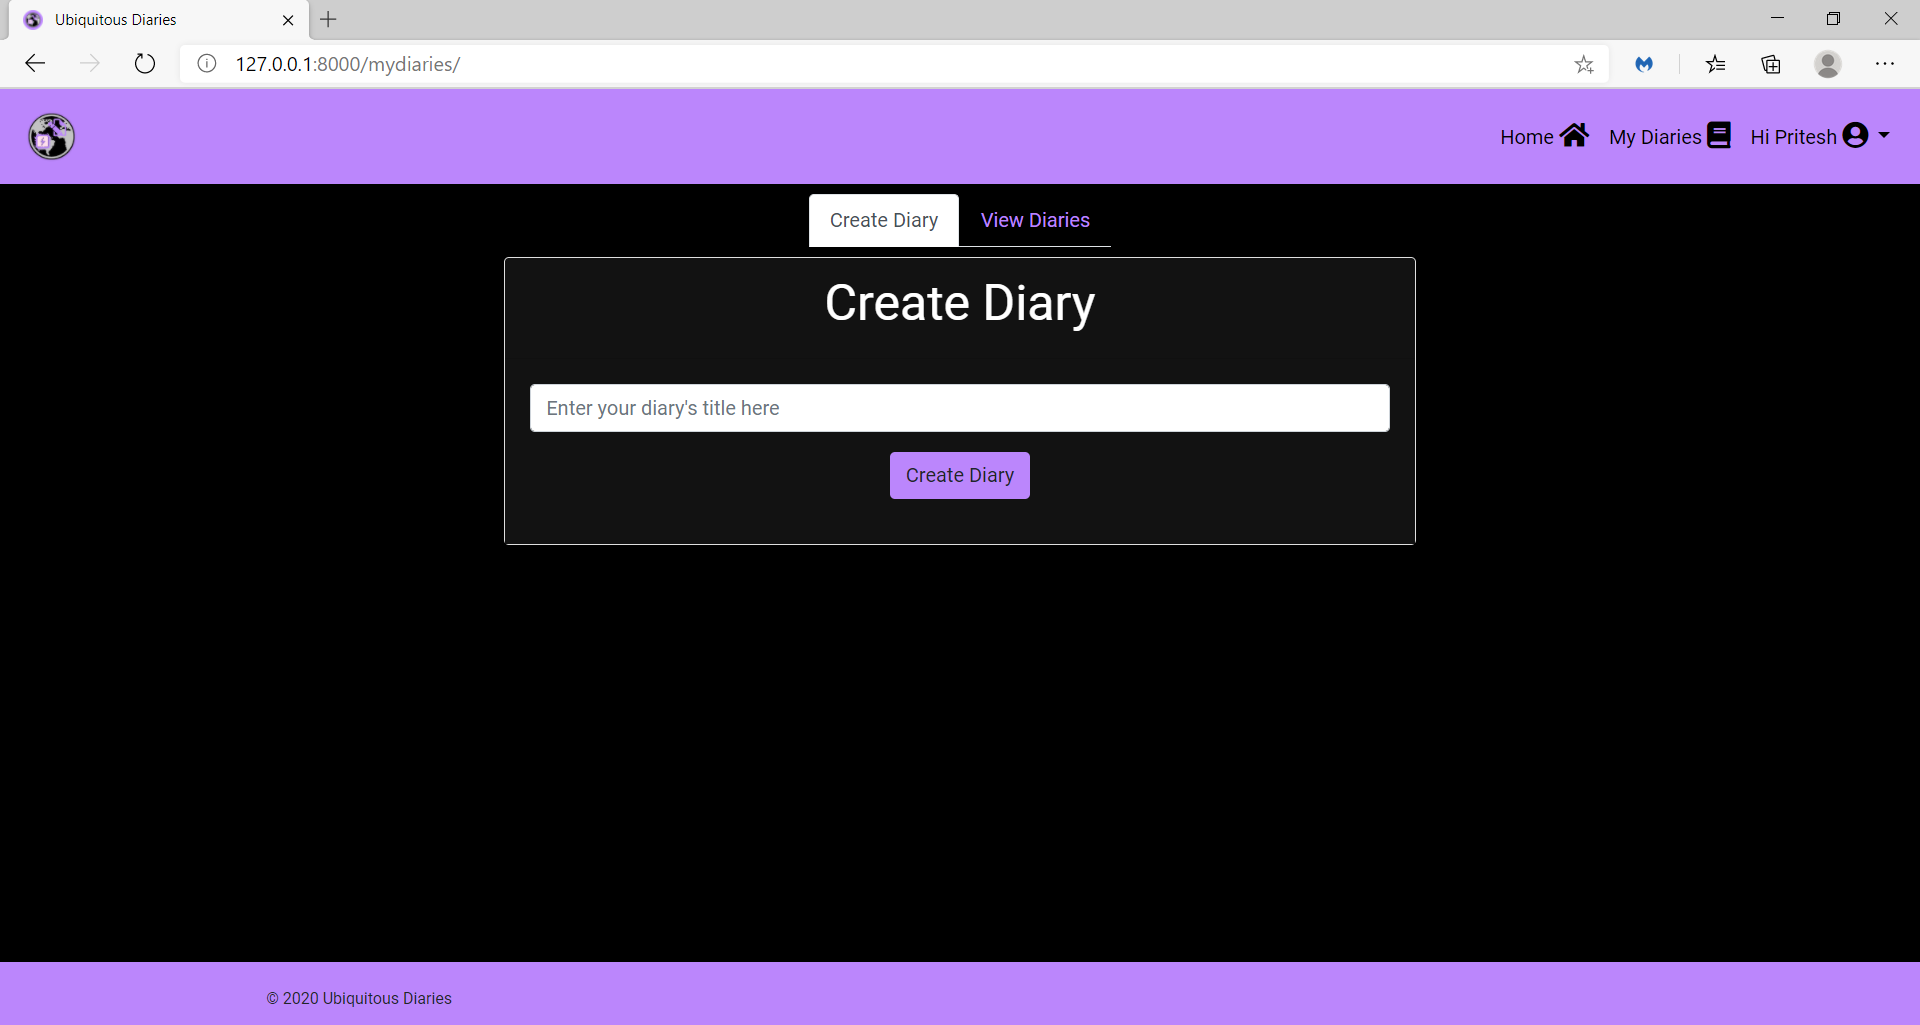 Ubiquitous Diaries
127.0.0.1:8000/mydiaries/
Home My Diaries Hi Pritesh
Create Diary View Diaries
Create Diary
Enter your diary's title here
Create Diary
© 2020 Ubiquitous Diaries